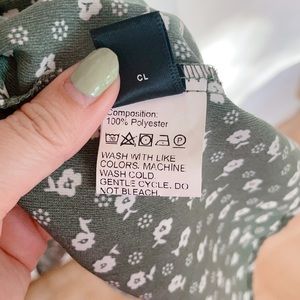 CL
Composition:
100% Polyester
WASH WITH LIKE
COLORS. MACHINE
WASH COLD.
GENTLE CYCLE. DO
NOT BLEACH.